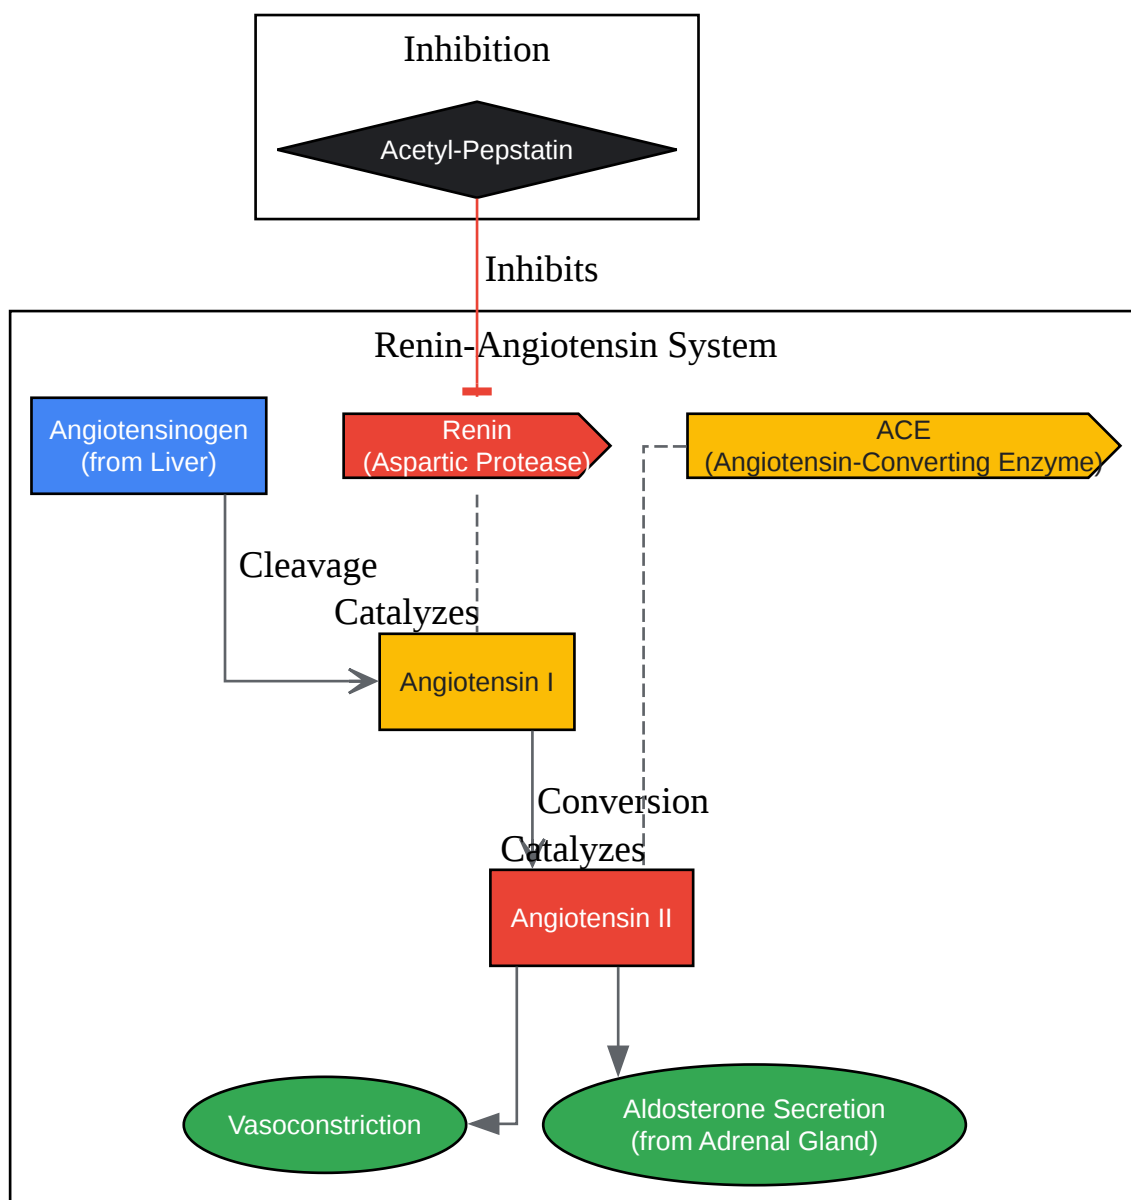 Inhibition
Acetyl-Pepstatin
Inhibits
Renin-Angiotensin System
Angiotensinogen
(from Liver)
Renin
(Aspartic Protease)
ACE
(Angiotensin-Converting Enzyme)
Cleavage
Catalyzes
Angiotensin I
Conversion
Catalyzes
Angiotensin II
Vasoconstriction
Aldosterone Secretion
(from Adrenal Gland)